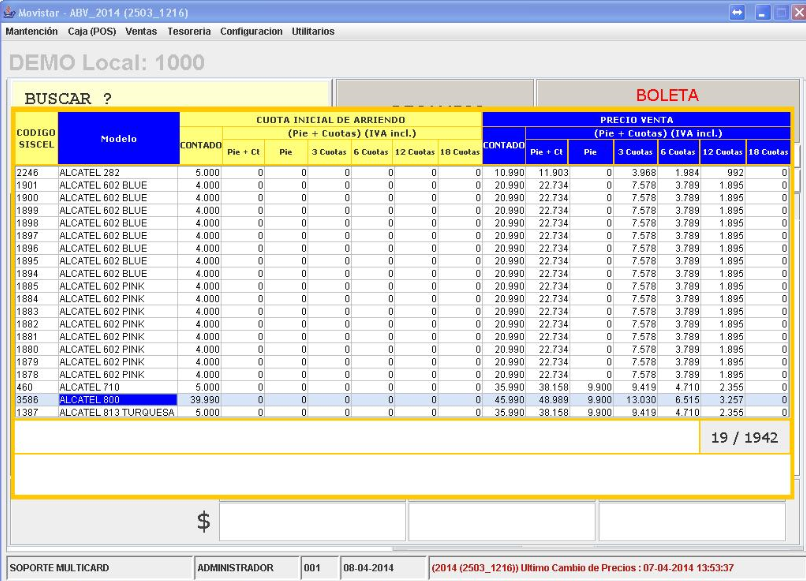 Movistar - ABV_2014 (2503_1216)
Mantención Caja (POS) Ventas Tesoreria Configuracion Utilitarios
DEMO Local: 1000
BUSCAR ? BOLETA
CODIGO SISCEL Modelo CUOTA INICIAL DE ARRIENDO PRECIO VENTA
(Pie + Cuotas) (IVA incl.) (Pie + Cuotas) (IVA incl.)
CONTADO Pie + Ct Pie 3 Cuotas 6 Cuotas 12 Cuotas 18 Cuotas CONTADO Pie + Ct Pie 3 Cuotas 6 Cuotas 12 Cuotas 18 Cuotas
2246 ALCATEL 282 5.000 0 0 0 0 0 0 10.990 11.903 0 3.968 1.984 992 0
1901 ALCATEL 602 BLUE 4.000 0 0 0 0 0 0 20.990 22.734 0 7.578 3.789 1.895 0
1900 ALCATEL 602 BLUE 4.000 0 0 0 0 0 0 20.990 22.734 0 7.578 3.789 1.895 0
1899 ALCATEL 602 BLUE 4.000 0 0 0 0 0 0 20.990 22.734 0 7.578 3.789 1.895 0
1898 ALCATEL 602 BLUE 4.000 0 0 0 0 0 0 20.990 22.734 0 7.578 3.789 1.895 0
1897 ALCATEL 602 BLUE 4.000 0 0 0 0 0 0 20.990 22.734 0 7.578 3.789 1.895 0
1896 ALCATEL 602 BLUE 4.000 0 0 0 0 0 0 20.990 22.734 0 7.578 3.789 1.895 0
1895 ALCATEL 602 BLUE 4.000 0 0 0 0 0 0 20.990 22.734 0 7.578 3.789 1.895 0
1894 ALCATEL 602 BLUE 4.000 0 0 0 0 0 0 20.990 22.734 0 7.578 3.789 1.895 0
1885 ALCATEL 602 PINK 4.000 0 0 0 0 0 0 20.990 22.734 0 7.578 3.789 1.895 0
1884 ALCATEL 602 PINK 4.000 0 0 0 0 0 0 20.990 22.734 0 7.578 3.789 1.895 0
1883 ALCATEL 602 PINK 4.000 0 0 0 0 0 0 20.990 22.734 0 7.578 3.789 1.895 0
1882 ALCATEL 602 PINK 4.000 0 0 0 0 0 0 20.990 22.734 0 7.578 3.789 1.895 0
1881 ALCATEL 602 PINK 4.000 0 0 0 0 0 0 20.990 22.734 0 7.578 3.789 1.895 0
1880 ALCATEL 602 PINK 4.000 0 0 0 0 0 0 20.990 22.734 0 7.578 3.789 1.895 0
1879 ALCATEL 602 PINK 4.000 0 0 0 0 0 0 20.990 22.734 0 7.578 3.789 1.895 0
1878 ALCATEL 602 PINK 4.000 0 0 0 0 0 0 20.990 22.734 0 7.578 3.789 1.895 0
460 ALCATEL 710 5.000 0 0 0 0 0 0 35.990 38.158 9.900 9.419 4.710 2.355 0
3586 ALCATEL 800 39.990 0 0 0 0 0 0 45.990 48.989 9.900 13.030 6.515 3.257 0
1387 ALCATEL 813 TURQUESA 5.000 0 0 0 0 0 0 35.990 38.158 9.900 9.419 4.710 2.355 0
19 / 1942
$
SOPORTE MULTICARD ADMINISTRADOR 001 08-04-2014 (2014 (2503_1216)) Ultimo Cambio de Precios : 07-04-2014 13:53:37